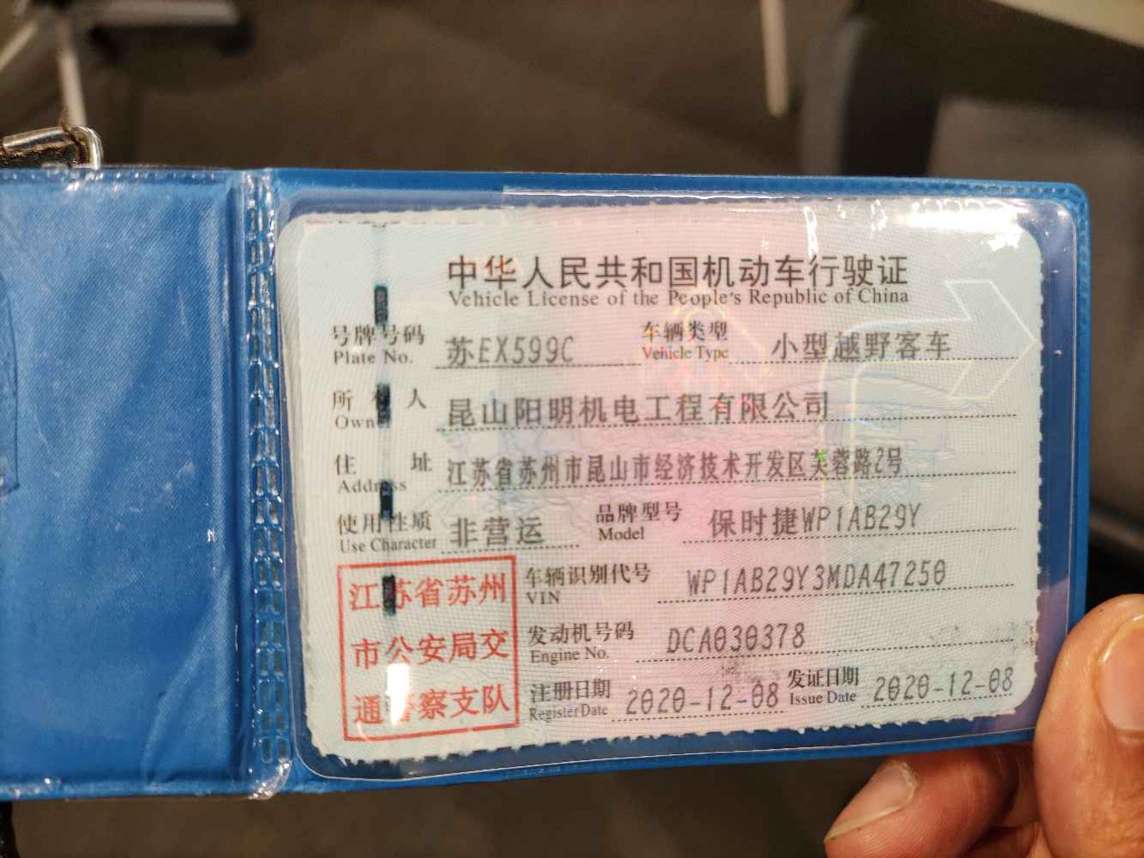 中华人民共和国机动车行驶证
Vehicle License of the People's Republic of China
号牌号码 苏EX599C 车辆类型 小型越野客车
Plate No. Vehicle Type
所有人 昆山阳明机电工程有限公司
Owner
住址 江苏省苏州市昆山市经济技术开发区芙蓉路2号
Address
使用性质 非营运 品牌型号 保时捷WP1AB29Y
Use Character Model
江苏省苏州
市公安局交
通警察支队
车辆识别代号 WP1AB29Y3MDA47250
VIN
发动机号码 DCA030378
Engine No.
注册日期 2020-12-08 发证日期 2020-12-08
Register Date Issue Date